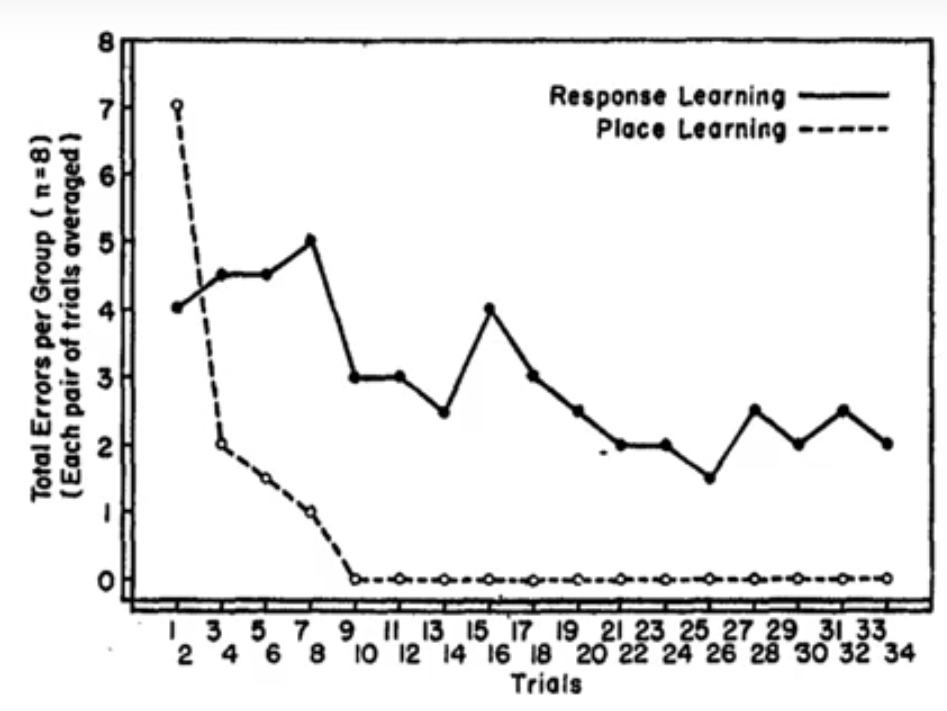 8
7
6
5
4
3
2
1
0
Total Errors per Group (n=8)
(Each pair of trials averaged)
Response Learning
Place Learning
1 3 5 7 9 11 13 15 17 19 21 23 25 27 29 31 33
2 4 6 8 10 12 14 16 18 20 22 24 26 28 30 32 34
Trials